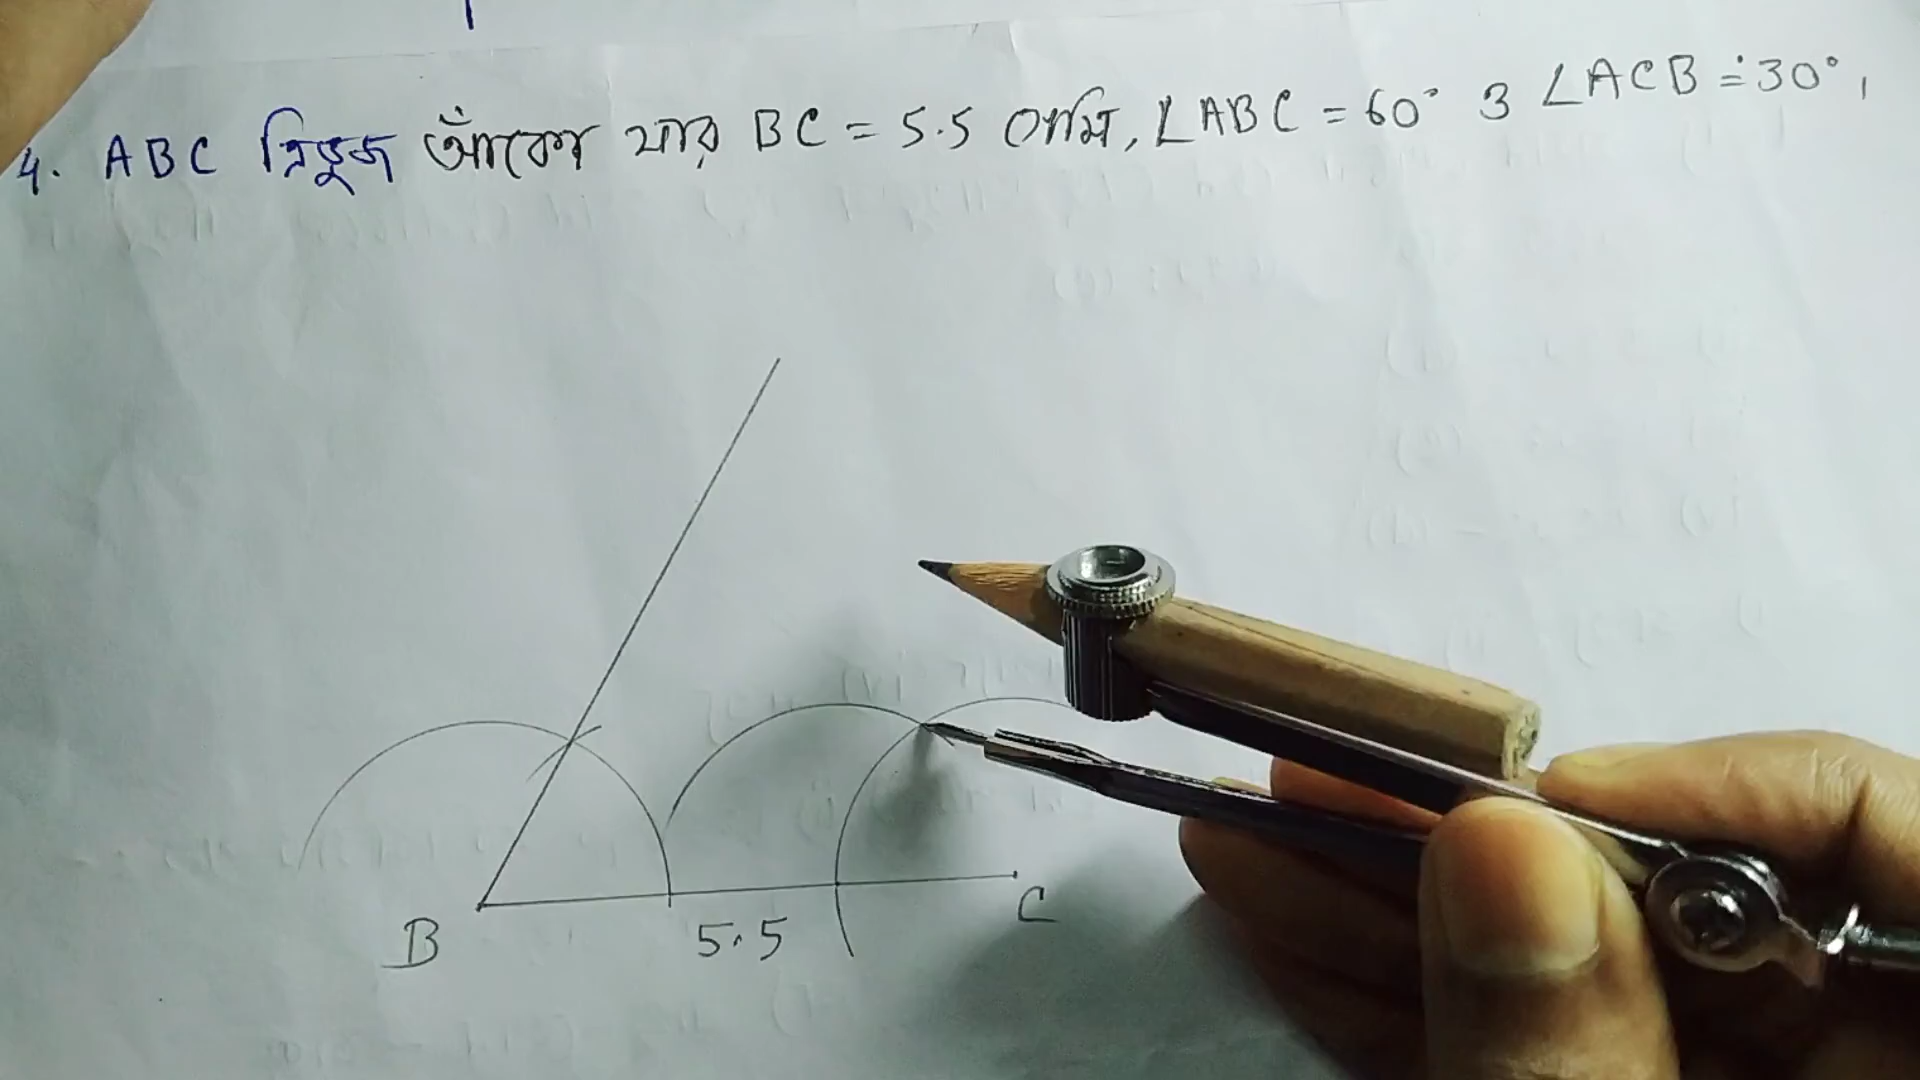 4. ABC ত্রিভুজ আঁকো যার BC = 5.5 সেমি, ∠ABC = 60° ও ∠ACB = 30° ।
B 5.5 C